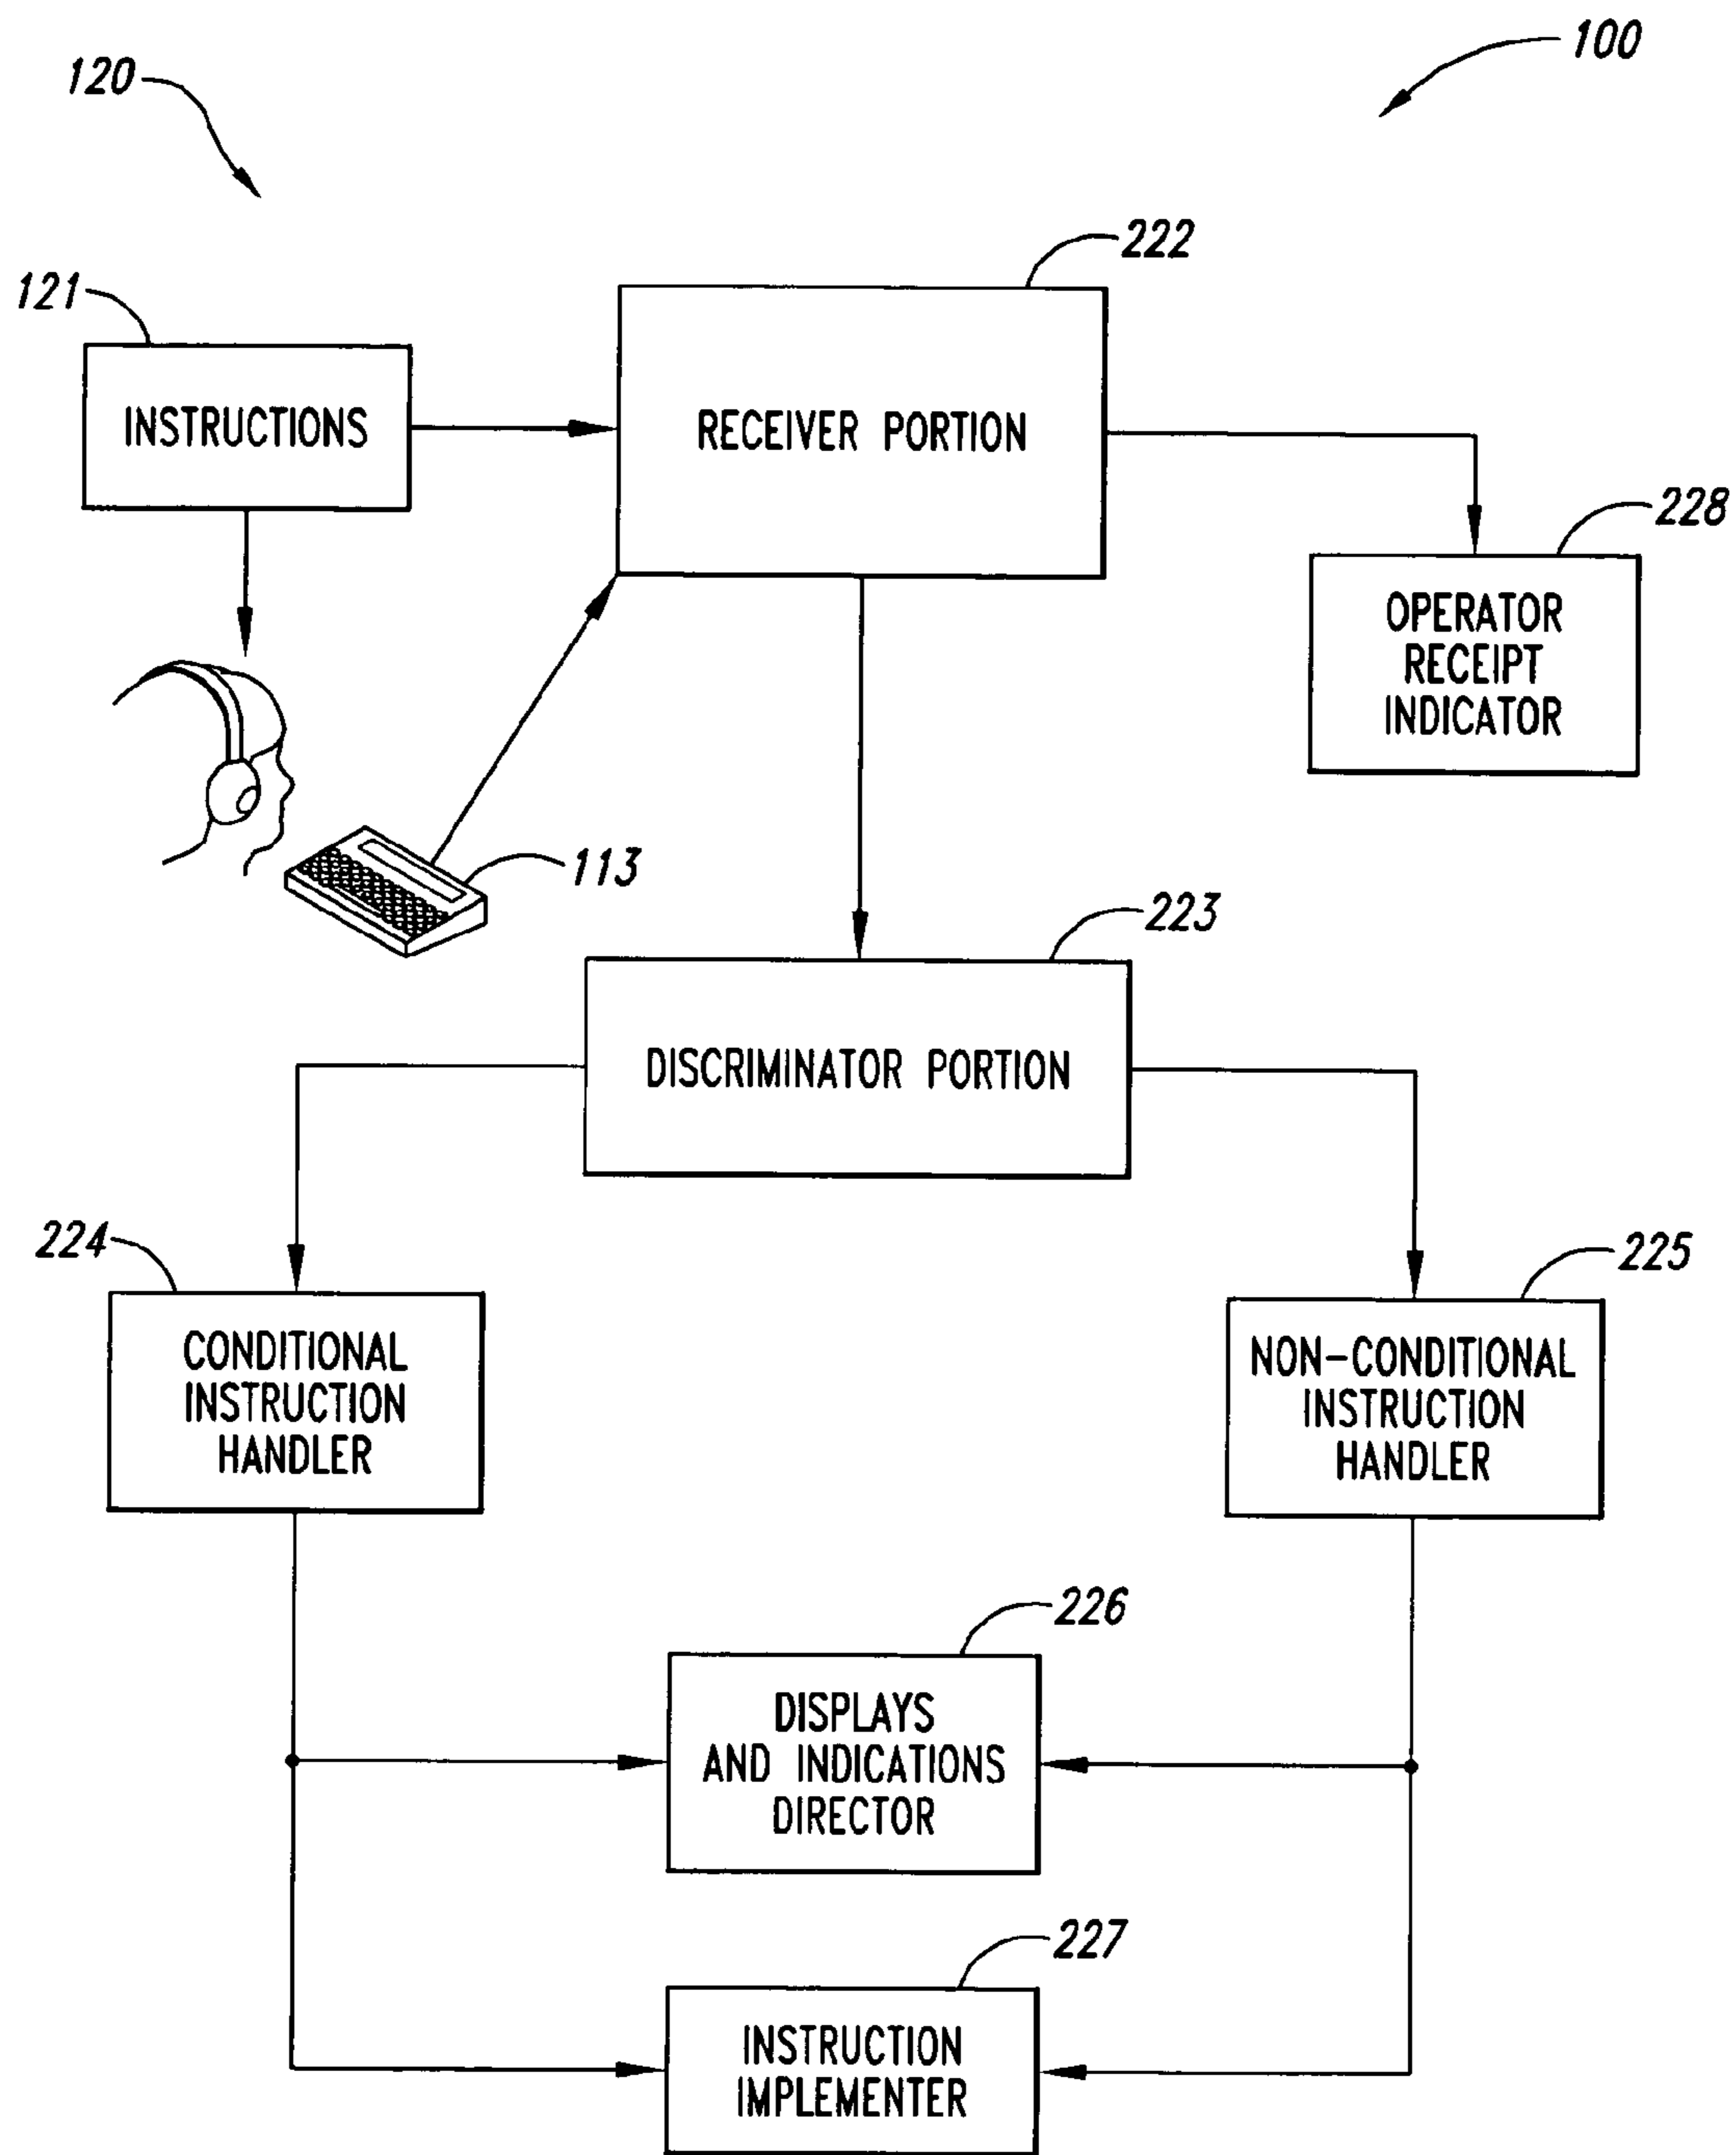 100
120
222
121
INSTRUCTIONS
RECEIVER PORTION
228
OPERATOR
RECEIPT
INDICATOR
113
223
DISCRIMINATOR PORTION
224
CONDITIONAL
INSTRUCTION
HANDLER
225
NON-CONDITIONAL
INSTRUCTION
HANDLER
226
DISPLAYS
AND INDICATIONS
DIRECTOR
227
INSTRUCTION
IMPLEMENTER